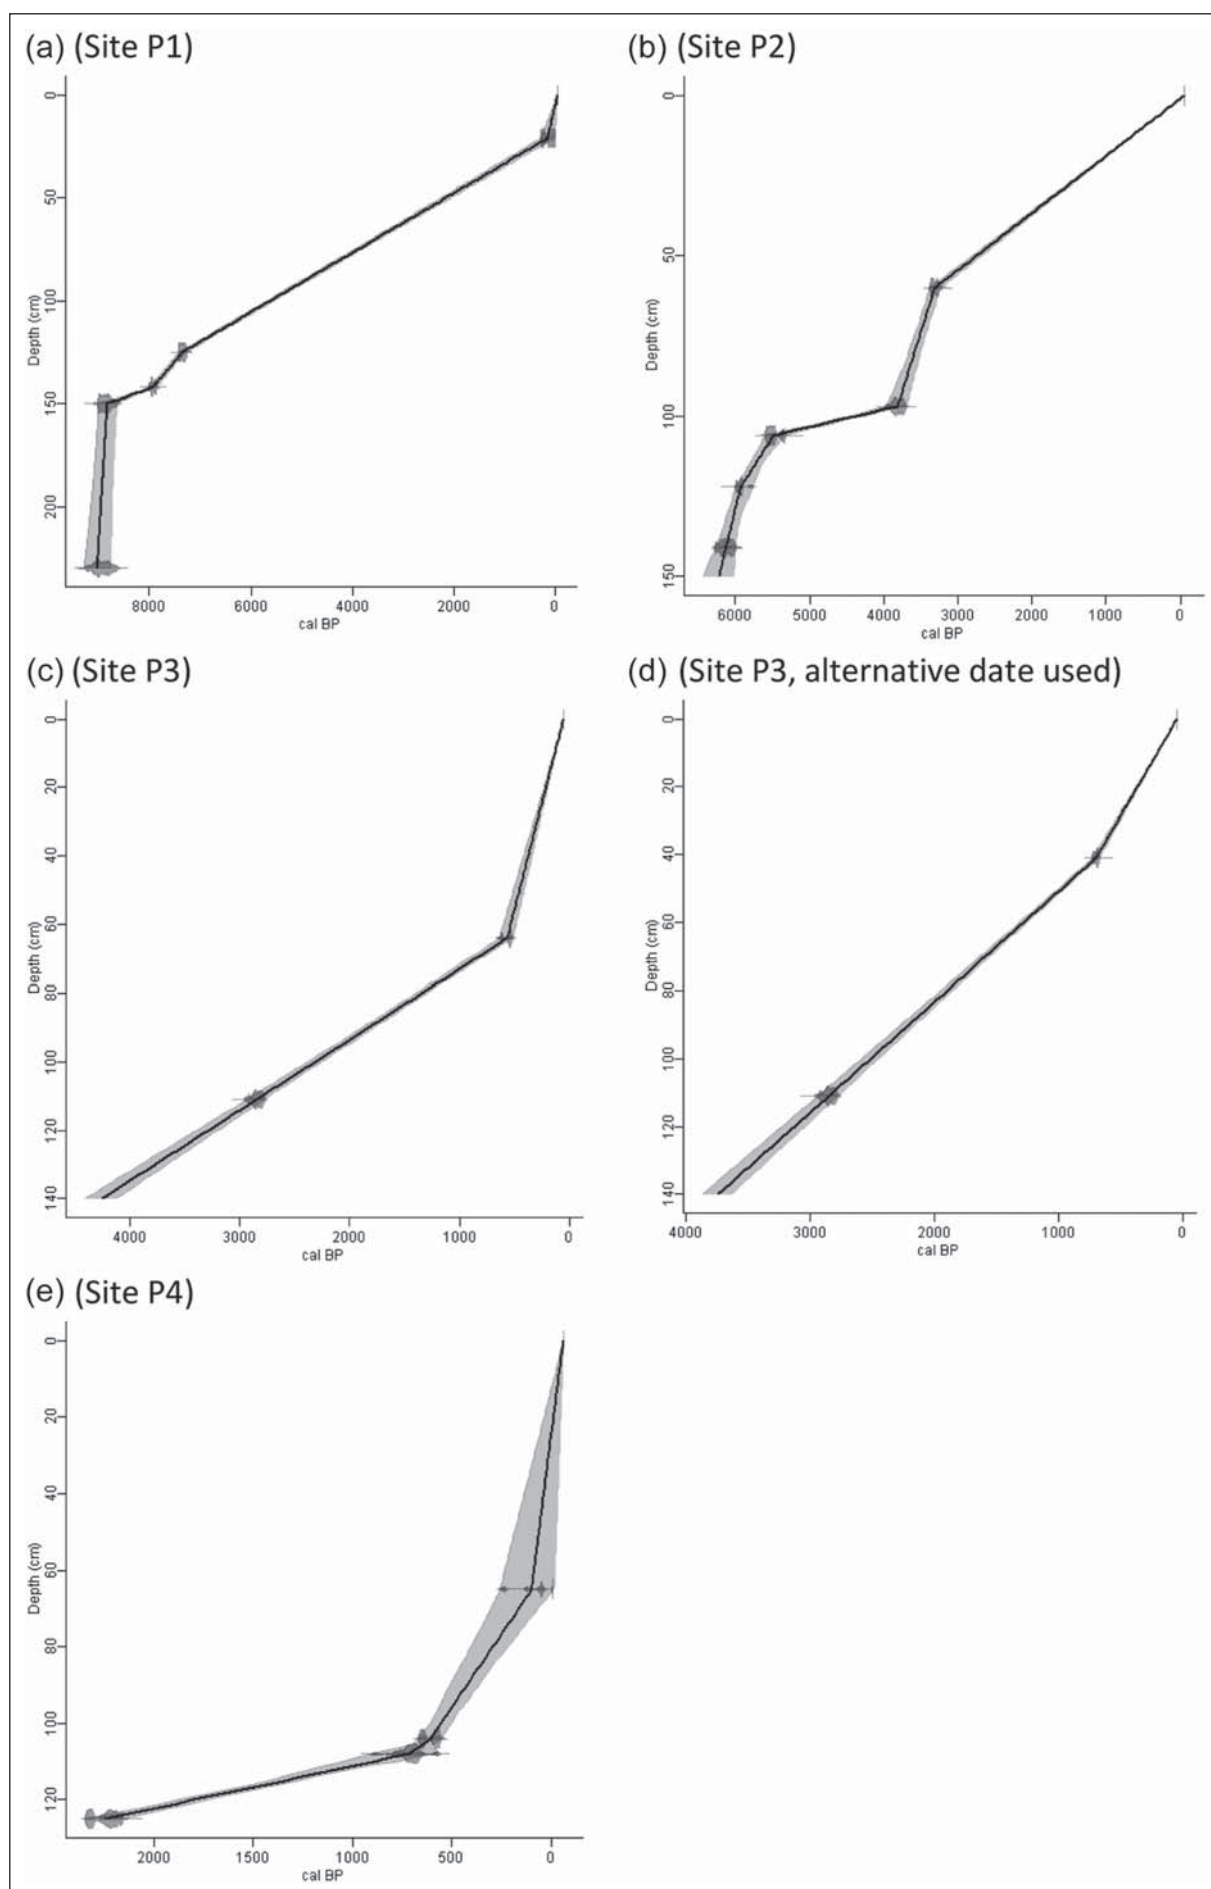 (a) (Site P1)
0
50
100
150
200
Depth (cm)
8000 6000 4000 2000 0
cal BP
(b) (Site P2)
0
50
100
150
Depth (cm)
6000 5000 4000 3000 2000 1000 0
cal BP
(c) (Site P3)
0
20
40
60
80
100
120
140
Depth (cm)
4000 3000 2000 1000 0
cal BP
(d) (Site P3, alternative date used)
0
20
40
60
80
100
120
140
Depth (cm)
4000 3000 2000 1000 0
cal BP
(e) (Site P4)
0
20
40
60
80
100
120
Depth (cm)
2000 1500 1000 500 0
cal BP